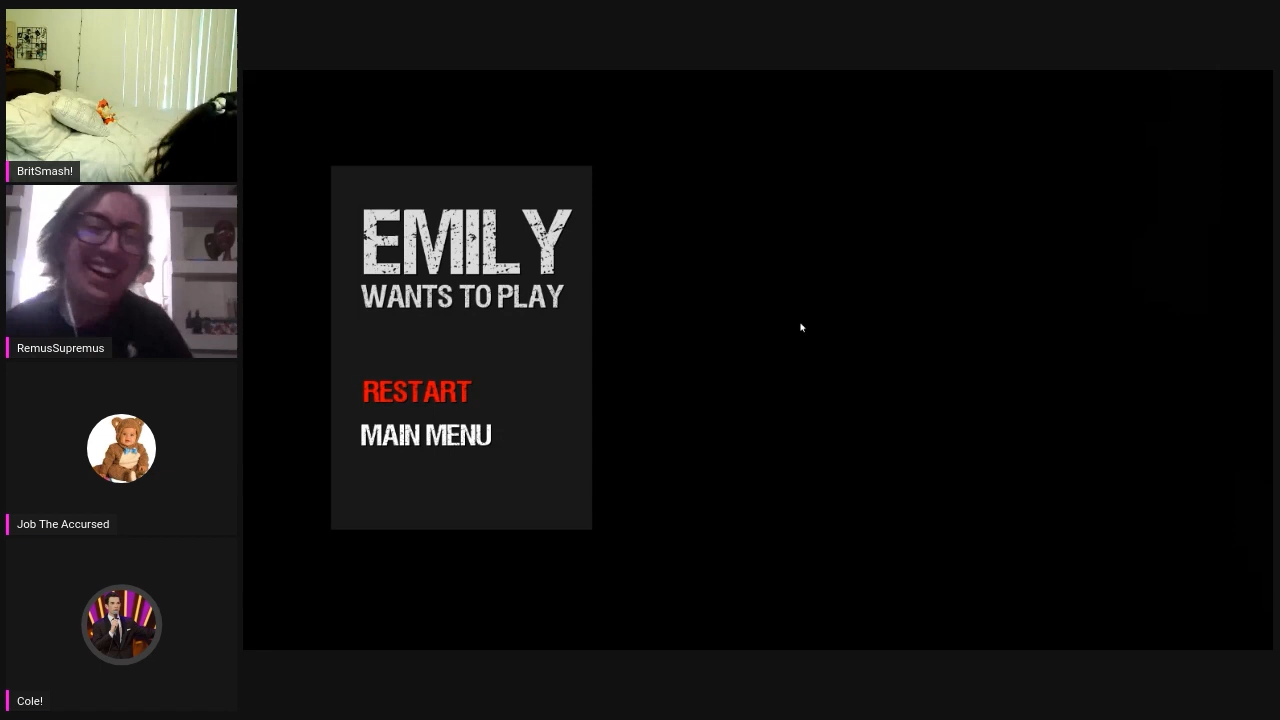 BritSmash!
RemusSupremus
Job The Accursed
Cole!
EMILY
WANTS TO PLAY
RESTART
MAIN MENU